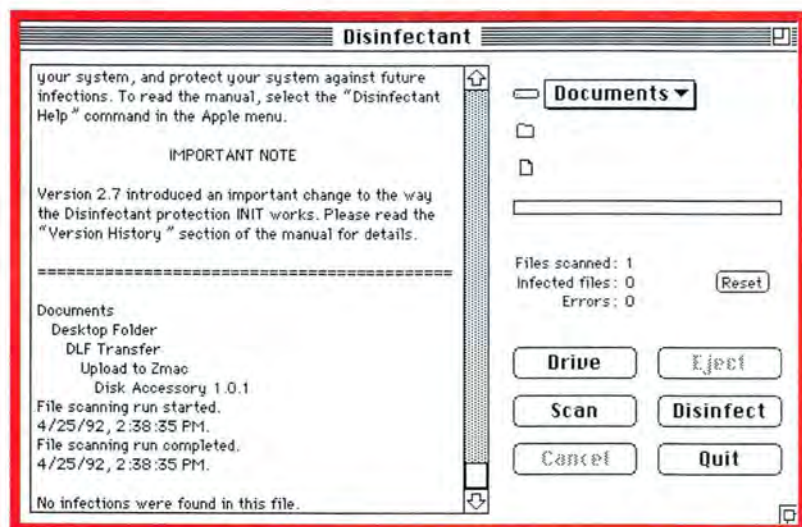 Disinfectant
your system, and protect your system against future
infections. To read the manual, select the "Disinfectant
Help" command in the Apple menu.
IMPORTANT NOTE
Version 2.7 introduced an important change to the way
the Disinfectant protection INIT works. Please read the
"Version History" section of the manual for details.
===========================================
Documents
Desktop Folder
DLF Transfer
Upload to Zmac
Disk Accessory 1.0.1
File scanning run started.
4/25/92, 2:38:35 PM.
File scanning run completed.
4/25/92, 2:38:35 PM.
No infections were found in this file.
Documents
Files scanned: 1
Infected files: 0
Errors: 0
Reset
Drive
Eject
Scan
Disinfect
Cancel
Quit